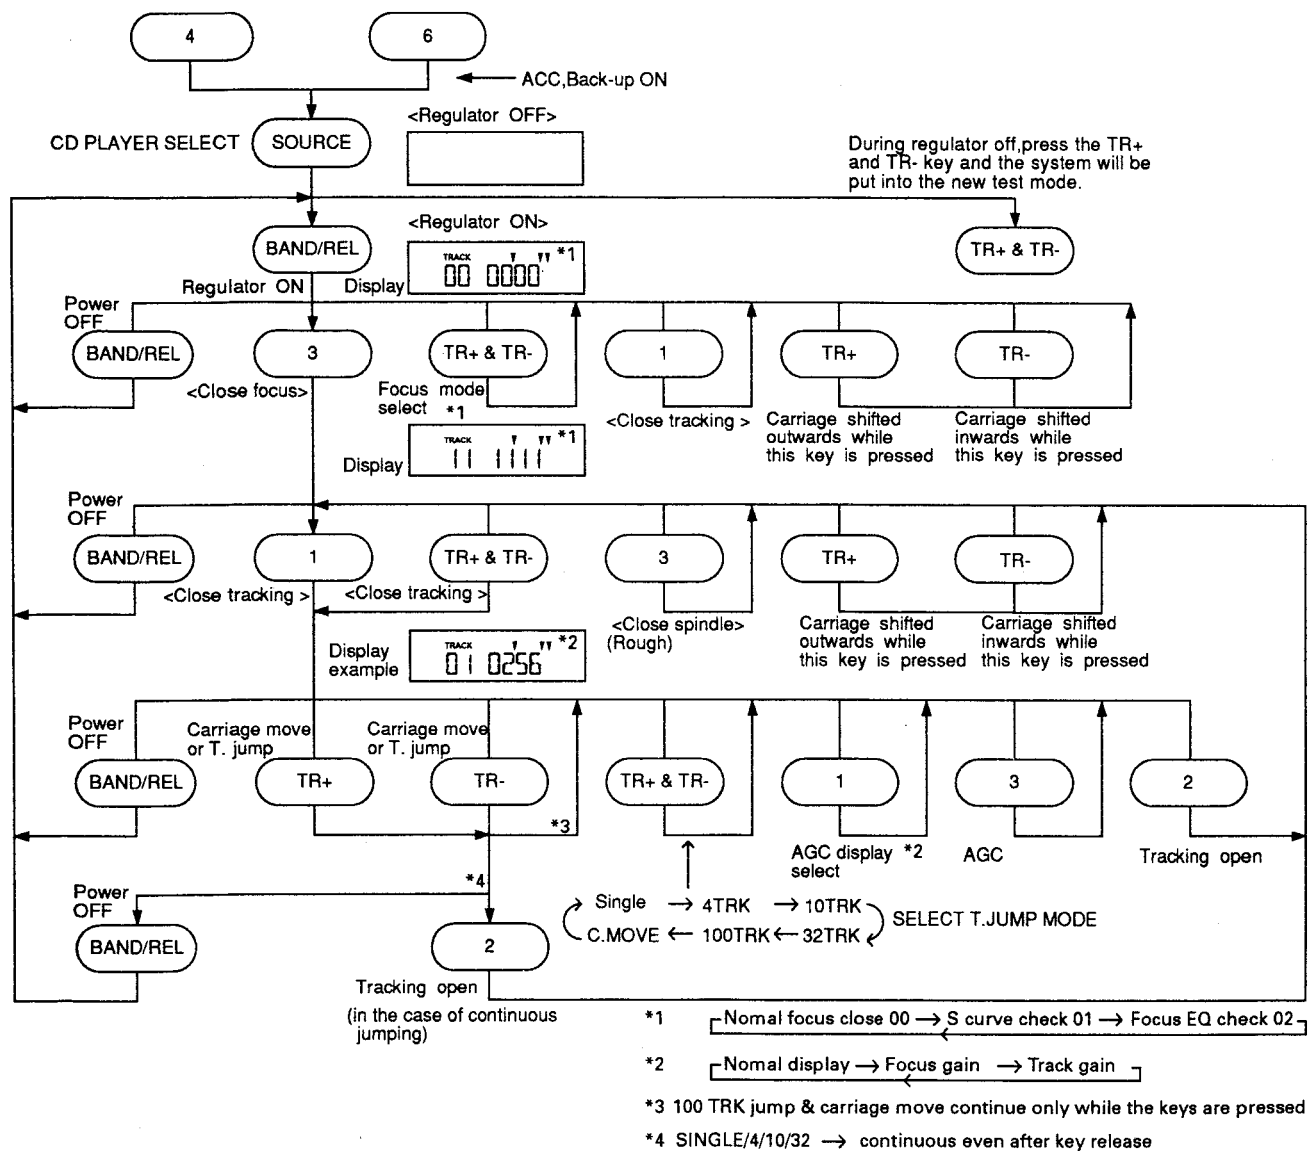 4
6
ACC,Back-up ON
<Regulator OFF>
CD PLAYER SELECT
SOURCE
During regulator off,press the TR+
and TR- key and the system will be
put into the new test mode.
<Regulator ON>
BAND/REL
TRACK
*1
00 0000
TR+ & TR-
Regulator ON
Display
Power
OFF
BAND/REL
3
TR+ & TR-
1
TR+
TR-
<Close focus>
Focus mode
select *1
<Close tracking >
Carriage shifted
outwards while
this key is pressed
Carriage shifted
inwards while
this key is pressed
Display
TRACK
*1
11 1111
Power
OFF
BAND/REL
1
TR+ & TR-
3
TR+
TR-
<Close tracking >
<Close tracking >
<Close spindle>
(Rough)
Carriage shifted
outwards while
this key is pressed
Carriage shifted
inwards while
this key is pressed
Display
example
TRACK
*2
01 0256
Power
OFF
Carriage move
or T. jump
Carriage move
or T. jump
BAND/REL
TR+
TR-
TR+ & TR-
1
3
2
*3
AGC display *2
select
AGC
Tracking open
*4
Power
OFF
Single → 4TRK → 10TRK
C.MOVE ← 100TRK ← 32TRK
SELECT T.JUMP MODE
BAND/REL
2
Tracking open
(in the case of continuous
jumping)
*1 Nomal focus close 00 → S curve check 01 → Focus EQ check 02
*2 Nomal display → Focus gain → Track gain
*3 100 TRK jump & carriage move continue only while the keys are pressed
*4 SINGLE/4/10/32 → continuous even after key release